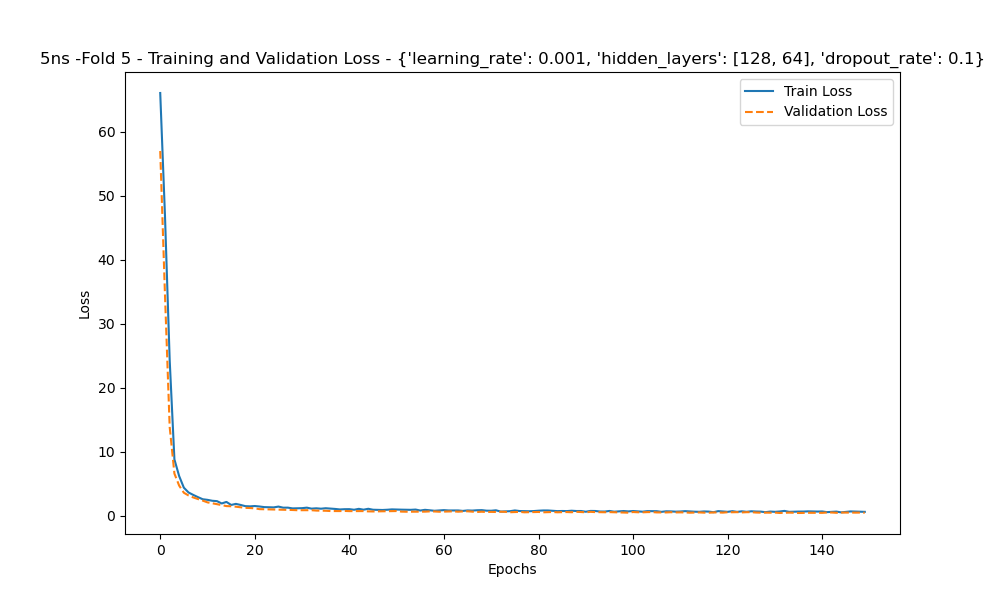 5ns -Fold 5 - Training and Validation Loss - {'learning_rate': 0.001, 'hidden_layers': [128, 64], 'dropout_rate': 0.1}
Train Loss
Validation Loss
60
50
40
30
20
10
0
Loss
0 20 40 60 80 100 120 140
Epochs